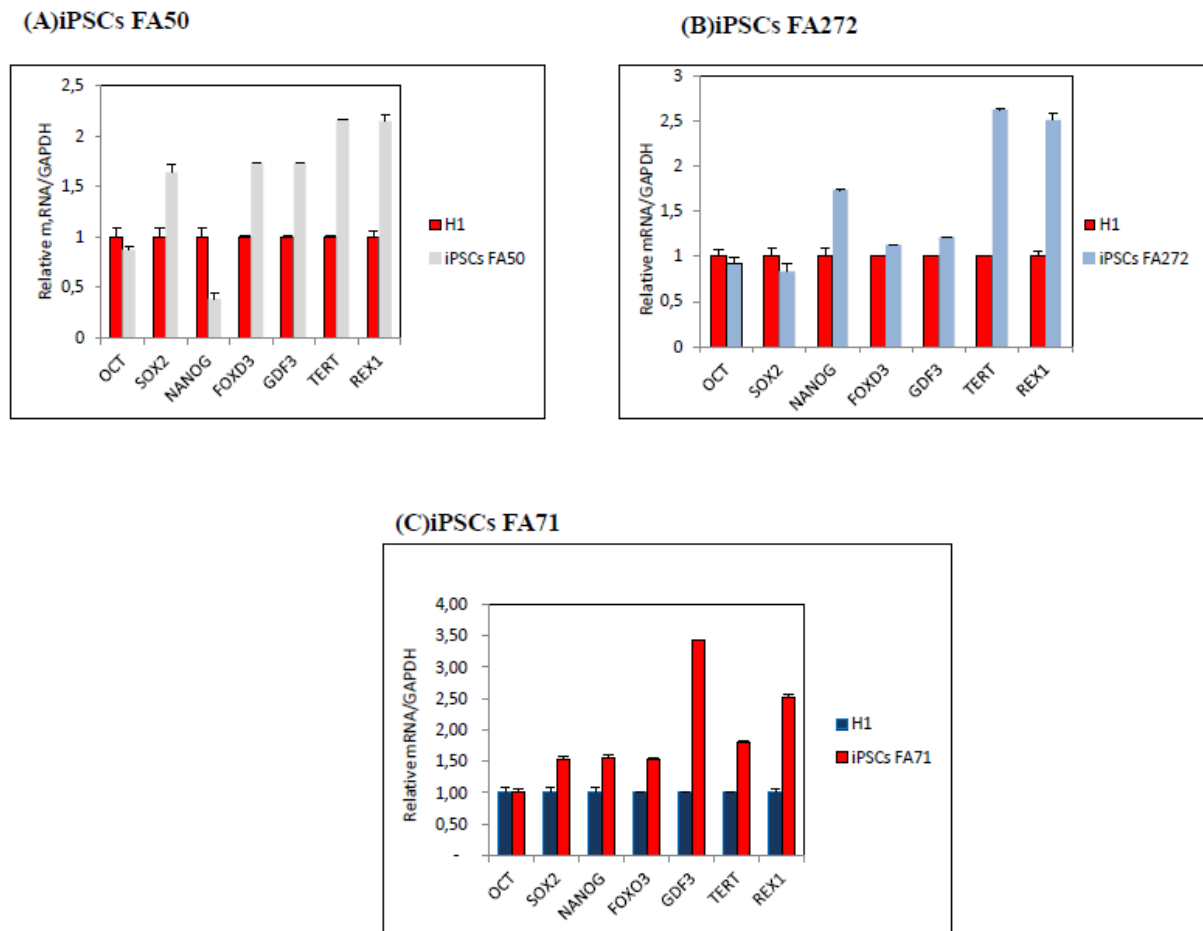 (A)iPSCs FA50
Relative m,RNA/GAPDH
2,5
2
1,5
1
0,5
0
OCT
SOX2
NANOG
FOXD3
GDF3
TERT
REX1
H1
iPSCs FA50
(B)iPSCs FA272
Relative mRNA/GAPDH
3
2,5
2
1,5
1
0,5
0
OCT
SOX2
NANOG
FOXD3
GDF3
TERT
REX1
H1
iPSCs FA272
(C)iPSCs FA71
Relative mRNA/GAPDH
4,00
3,50
3,00
2,50
2,00
1,50
1,00
0,50
-
OCT
SOX2
NANOG
FOXO3
GDF3
TERT
REX1
H1
iPSCs FA71